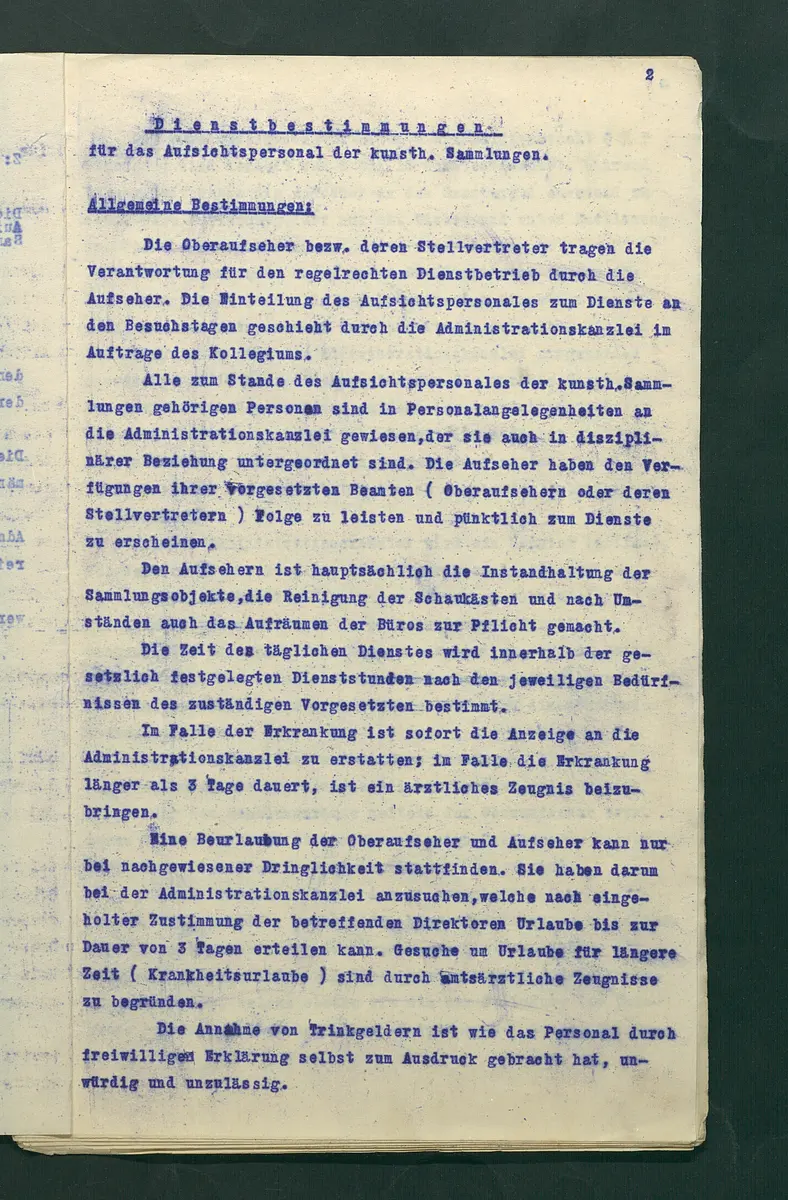 2
Dienstbestimmungen
für das Aufsichtspersonal der kunsth. Sammlungen.
Allgemeine Bestimmungen:
Die Oberaufseher bezw. deren Stellvertreter tragen die
Verantwortung für den regelrechten Dienstbetrieb durch die
Aufseher. Die Einteilung des Aufsichtspersonales zum Dienste an
den Besuchstagen geschieht durch die Administrationskanzlei im
Auftrage des Kollegiums.
Alle zum Stande des Aufsichtspersonales der kunsth.Samm-
lungen gehörigen Personen sind in Personalangelegenheiten an
die Administrationskanzlei gewiesen,der sie auch in diszipli-
närer Beziehung untergeordnet sind. Die Aufseher haben den Ver-
fügungen ihrer vorgesetzten Beamten ( Oberaufsehern oder deren
Stellvertretern ) Folge zu leisten und pünktlich zum Dienste
zu erscheinen.
Den Aufsehern ist hauptsächlich die Instandhaltung der
Sammlungsobjekte,die Reinigung der Schaukästen und nach Um-
ständen auch das Aufräumen der Büros zur Pflicht gemacht.
Die Zeit des täglichen Dienstes wird innerhalb der ge-
setzlich festgelegten Dienststunden nach den jeweiligen Bedürf-
nissen des zuständigen Vorgesetzten bestimmt.
Im Falle der Erkrankung ist sofort die Anzeige an die
Administrationskanzlei zu erstatten; im Falle die Erkrankung
länger als 3 Tage dauert, ist ein ärztliches Zeugnis beizu-
bringen.
Eine Beurlaubung der Oberaufseher und Aufseher kann nur
bei nachgewiesener Dringlichkeit stattfinden. Sie haben darum
bei der Administrationskanzlei anzusuchen,welche nach einge-
holter Zustimmung der betreffenden Direktoren Urlaube bis zur
Dauer von 3 Tagen erteilen kann. Gesuche um Urlaube für längere
Zeit ( Krankheitsurlaube ) sind durch amtsärztliche Zeugnisse
zu begründen.
Die Annahme von Trinkgeldern ist wie das Personal durch
freiwilligen Erklärung selbst zum Ausdruck gebracht hat, un-
würdig und unzulässig.